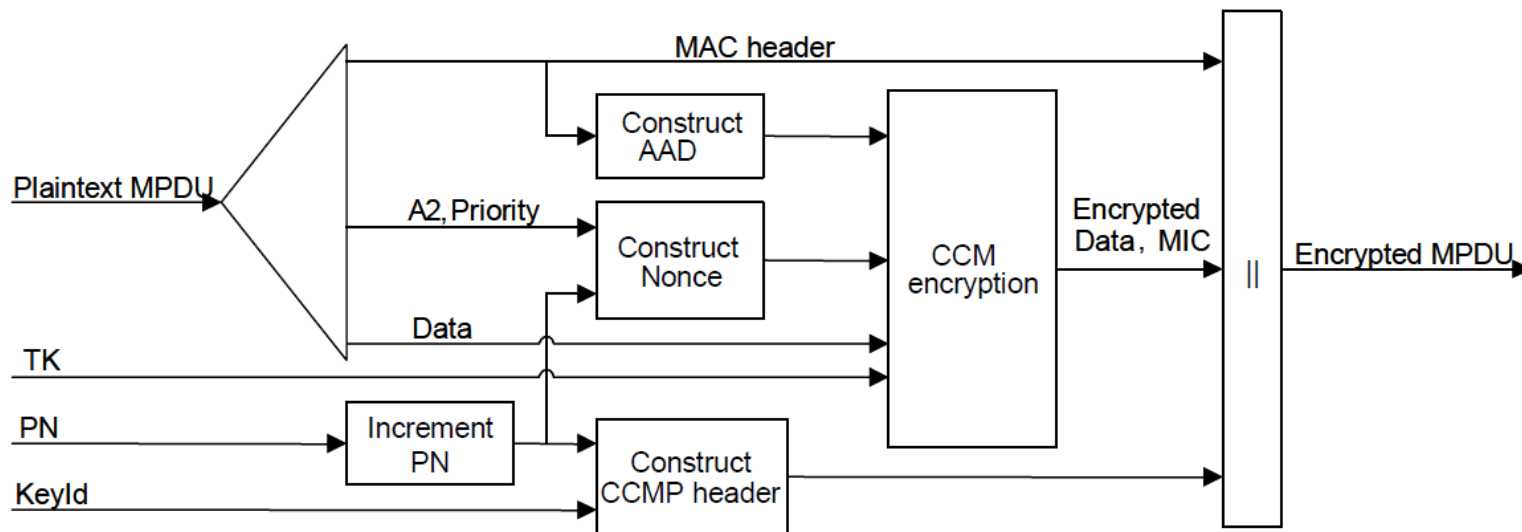 MAC header
Construct
AAD
Plaintext MPDU
A2, Priority
Construct
Nonce
CCM
encryption
Encrypted
Data, MIC
||
Encrypted MPDU
Data
TK
PN
Increment
PN
Construct
CCMP header
KeyId